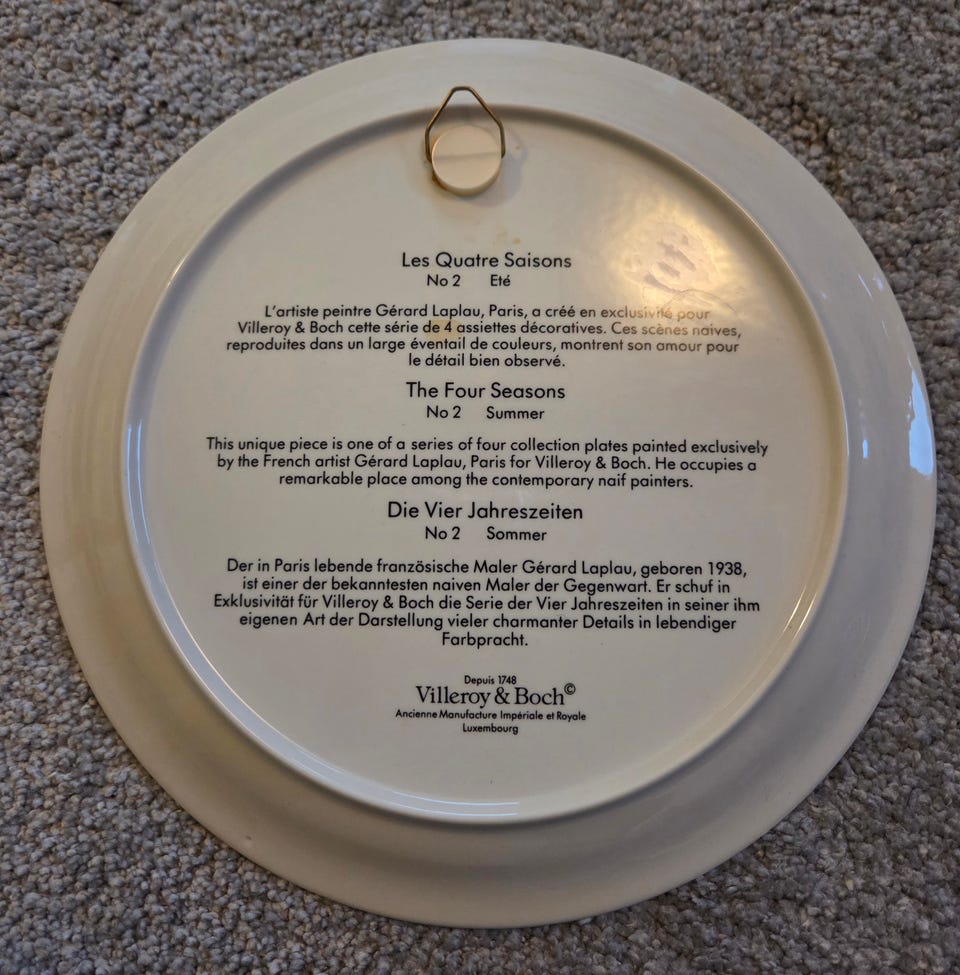 Les Quatre Saisons
No 2 Eté
L'artiste peintre Gérard Laplau, Paris, a créé en exclusivité pour
Villeroy & Boch cette série de 4 assiettes décoratives. Ces scènes naives,
reproduites dans un large éventail de couleurs, montrent son amour pour
le détail bien observé.
The Four Seasons
No 2 Summer
This unique piece is one of a series of four collection plates painted exclusively
by the French artist Gérard Laplau, Paris for Villeroy & Boch. He occupies a
remarkable place among the contemporary naif painters.
Die Vier Jahreszeiten
No 2 Sommer
Der in Paris lebende französische Maler Gérard Laplau, geboren 1938,
ist einer der bekanntesten naiven Maler der Gegenwart. Er schuf in
Exklusivität für Villeroy & Boch die Serie der Vier Jahreszeiten in seiner ihm
eigenen Art der Darstellung vieler charmanter Details in lebendiger
Farbpracht.
Depuis 1748
Villeroy & Boch©
Ancienne Manufacture Impériale et Royale
Luxembourg